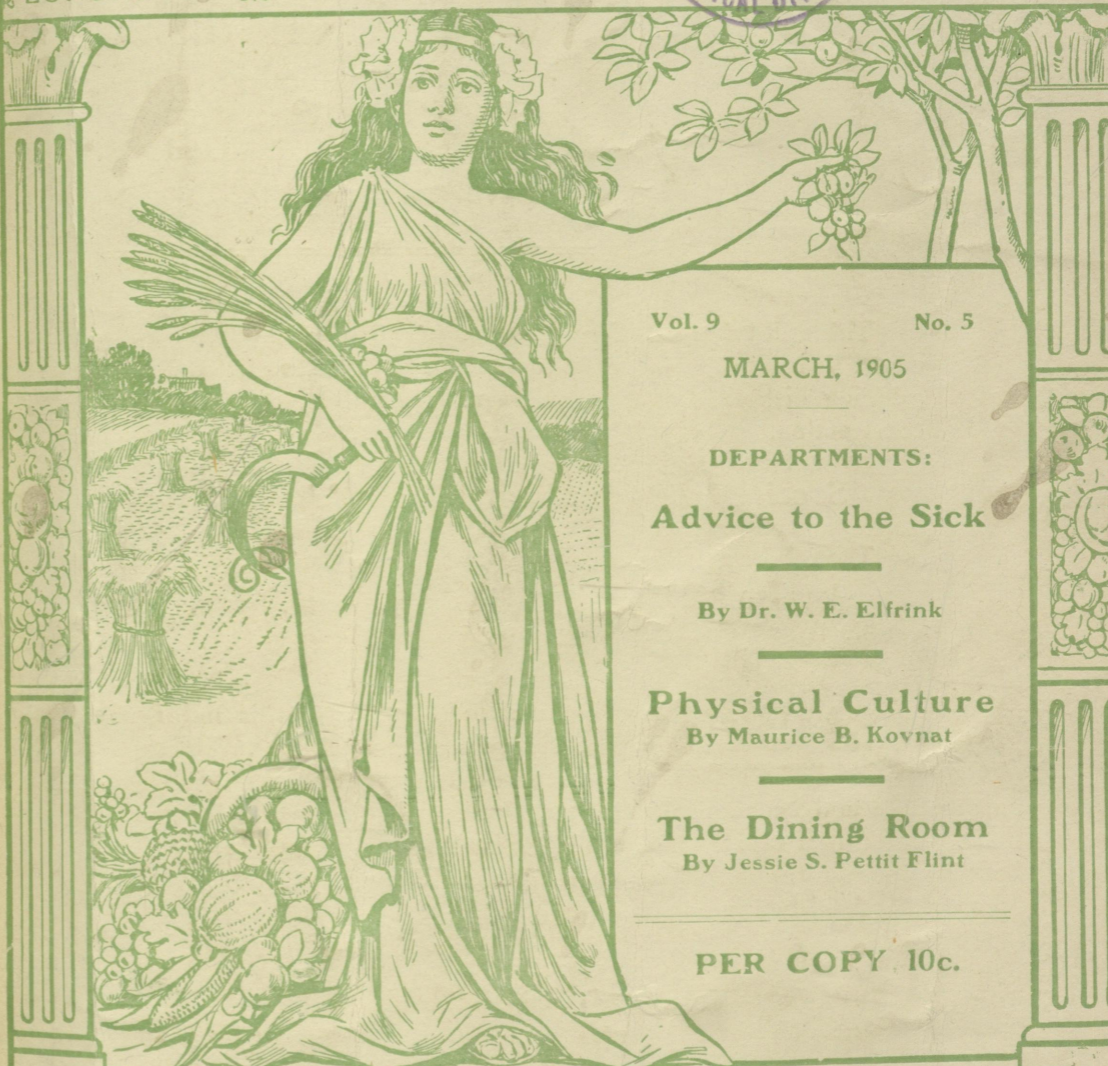 Vol. 9 No. 5
MARCH, 1905
DEPARTMENTS:
Advice to the Sick
By Dr. W. E. Elfrink
Physical Culture
By Maurice B. Kovnat
The Dining Room
By Jessie S. Pettit Flint
PER COPY 10c.